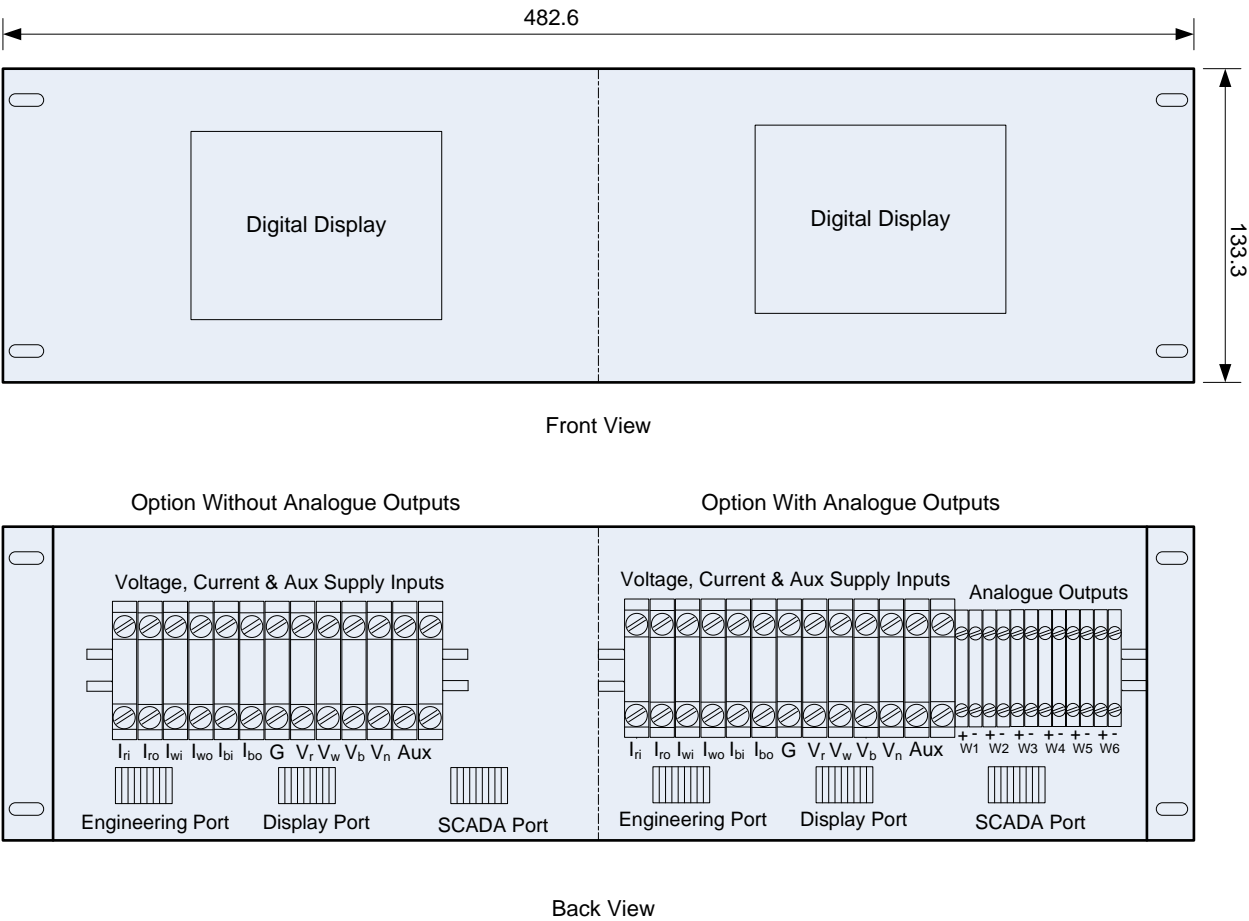 482.6
Digital Display
Digital Display
133.3
Front View
Option Without Analogue Outputs
Option With Analogue Outputs
Voltage, Current & Aux Supply Inputs
Voltage, Current & Aux Supply Inputs
Analogue Outputs
Iri Iro Iwi Iwo Ibi Ibo G Vr Vw Vb Vn Aux
Iri Iro Iwi Iwo Ibi Ibo G Vr Vw Vb Vn Aux
+ - + - + - + - + - + -
W1 W2 W3 W4 W5 W6
Engineering Port Display Port SCADA Port
Engineering Port Display Port SCADA Port
Back View